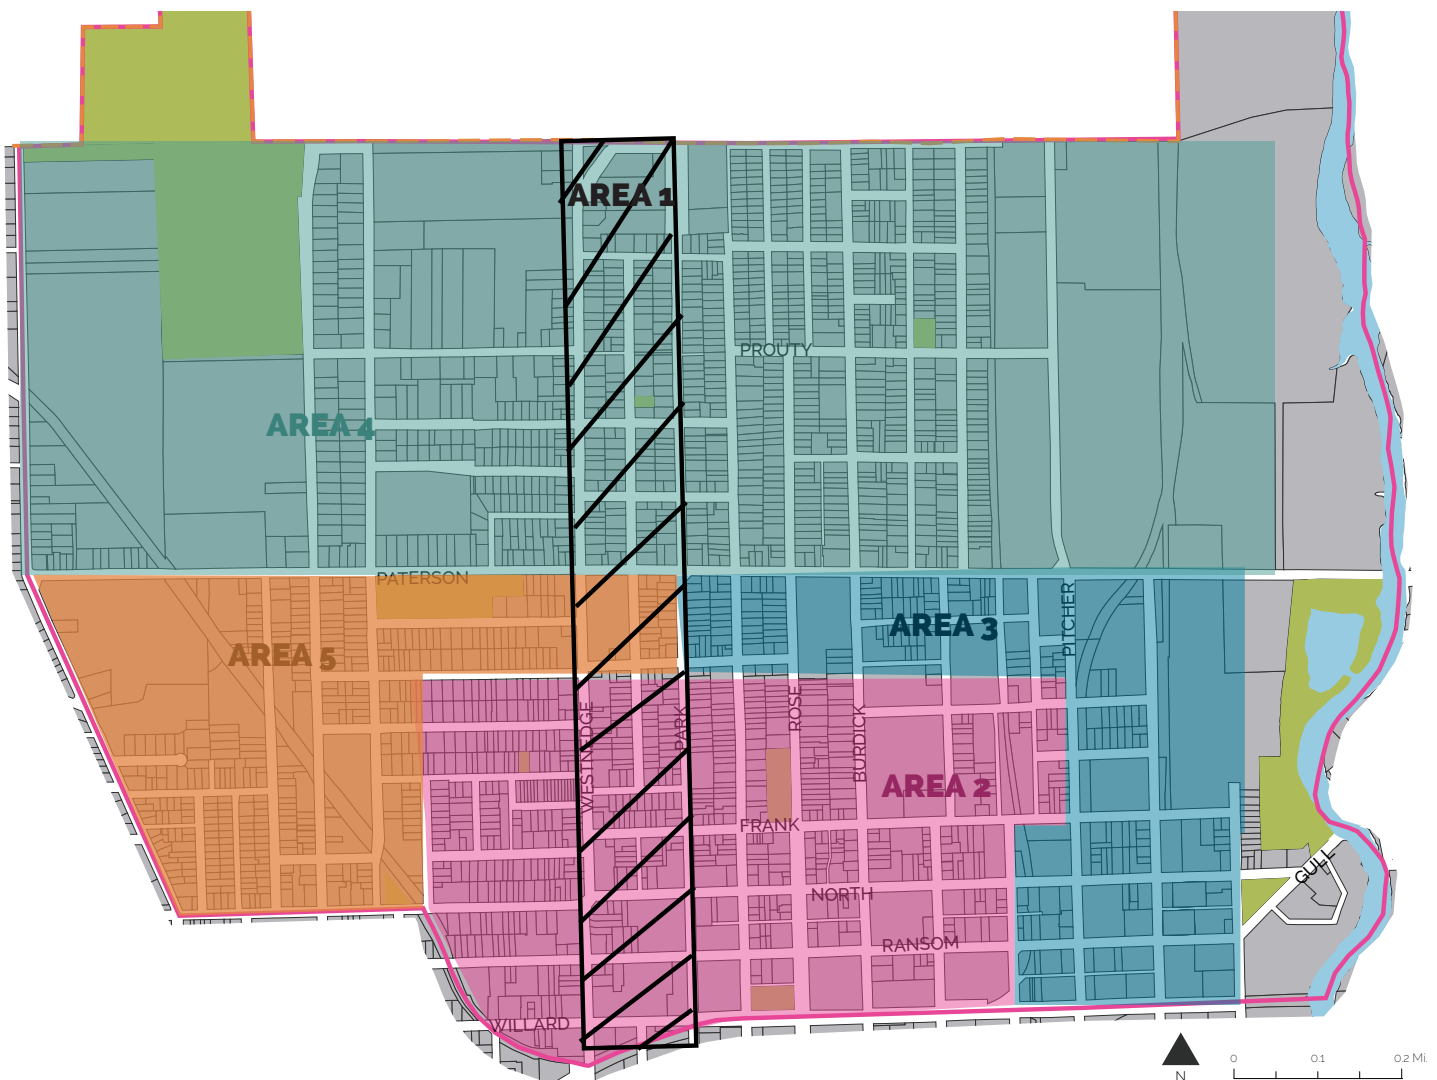 AREA 1
PROUTY
AREA 4
PATERSON
PITCHER
AREA 3
AREA 5
WESTNEDGE
PARK
ROSE
BURDICK
AREA 2
FRANK
GULL
NORTH
RANSOM
WILLARD
0 0.1 0.2 Mi.
N